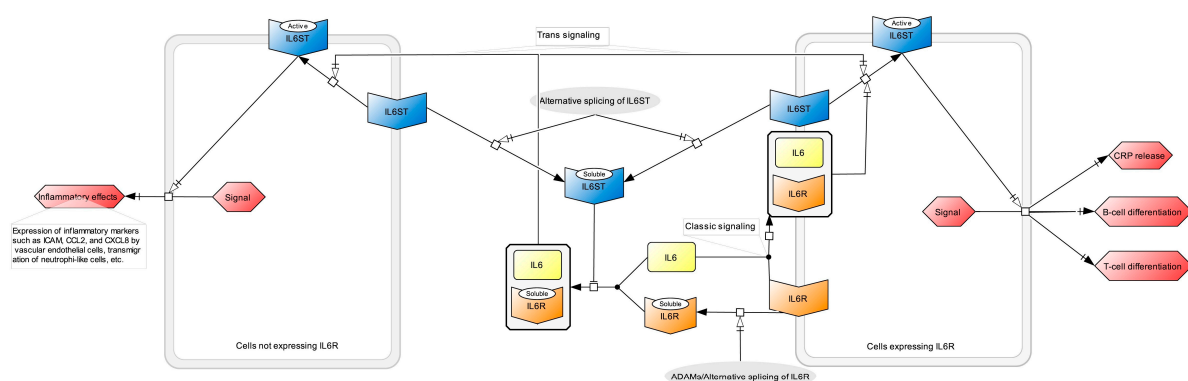 Active
IL6ST
Trans signaling
Active
IL6ST
IL6ST
Alternative splicing of IL6ST
IL6ST
IL6
IL6R
Soluble
IL6ST
Inflammatory effects
Signal
Expression of inflammatory markers
such as ICAM, CCL2, and CXCL8 by
vascular endothelial cells, transmigr
ation of neutrophi-like cells, etc.
Classic signaling
Signal
CRP release
B-cell differentiation
T-cell differentiation
IL6
Soluble
IL6R
IL6
Soluble
IL6R
IL6R
Cells not expressing IL6R
Cells expressing IL6R
ADAMs/Alternative splicing of IL6R